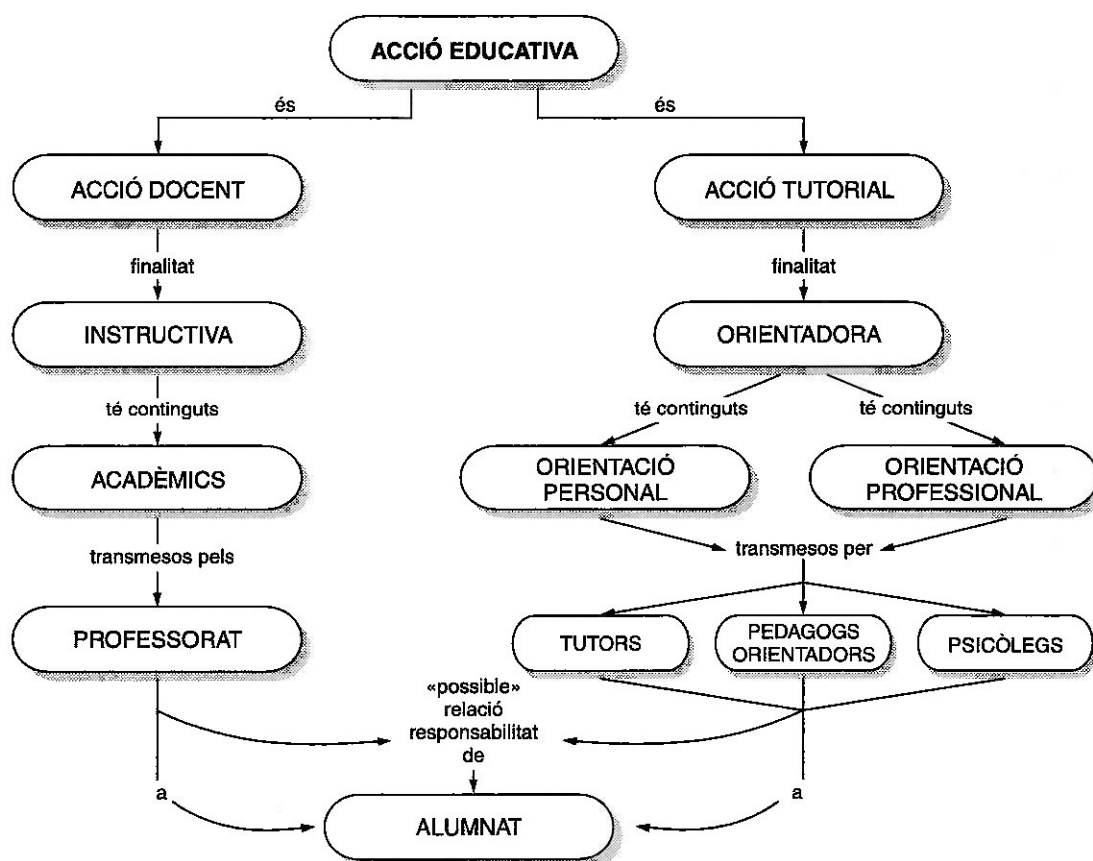 ACCIÓ EDUCATIVA
és
és
ACCIÓ DOCENT
ACCIÓ TUTORIAL
finalitat
finalitat
INSTRUCTIVA
ORIENTADORA
té continguts
té continguts
té continguts
ACADÈMICS
ORIENTACIÓ
PERSONAL
ORIENTACIÓ
PROFESSIONAL
transmesos pels
transmesos per
PROFESSORAT
TUTORS
PEDAGOGS
ORIENTADORS
PSICÒLEGS
«possible»
relació
responsabilitat
de
a
a
ALUMNAT